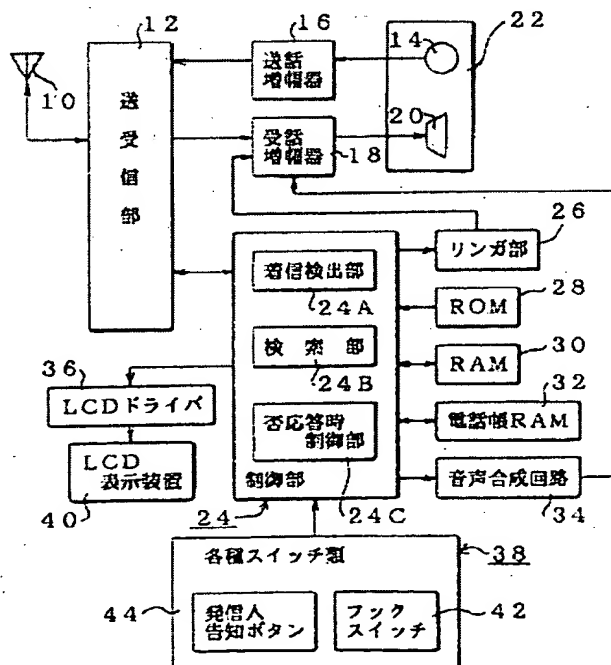 12
16
22
送話
増幅器
14
10
送
受
信
部
受話
増幅器
20
18
26
リンガ部
着信検出部
24A
28
ROM
検索部
24B
30
RAM
36
LCDドライバ
32
電話帳RAM
否応答時
制御部
LCD
表示装置
制御部
音声合成回路
40
24
24C
34
各種スイッチ類
38
44
発信人
告知ボタン
フック
スイッチ
42